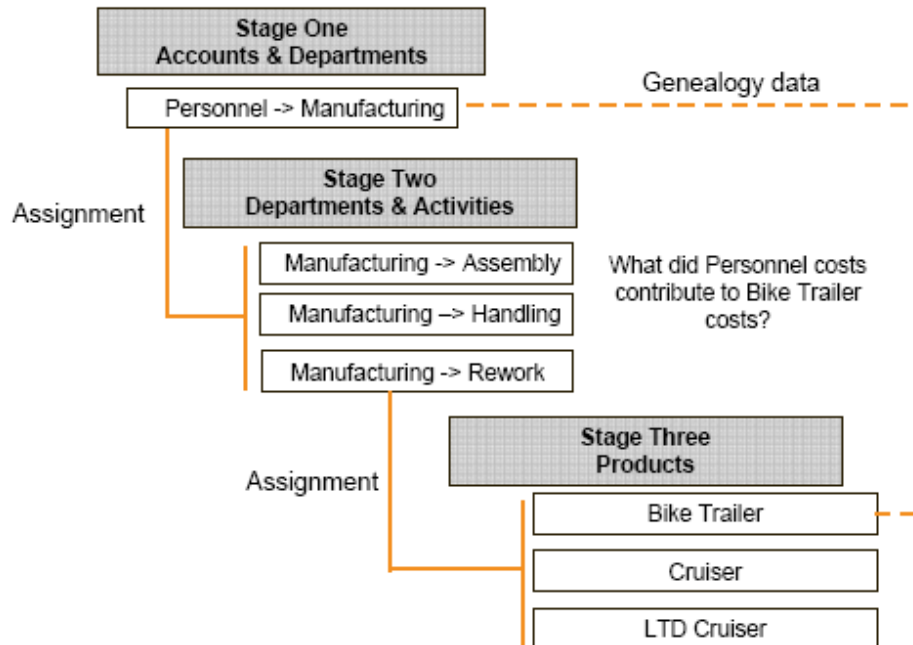 Stage One
Accounts & Departments
Genealogy data
Personnel -> Manufacturing
Stage Two
Departments & Activities
Assignment
Manufacturing -> Assembly
Manufacturing –> Handling
Manufacturing -> Rework
What did Personnel costs
contribute to Bike Trailer
costs?
Stage Three
Products
Assignment
Bike Trailer
Cruiser
LTD Cruiser